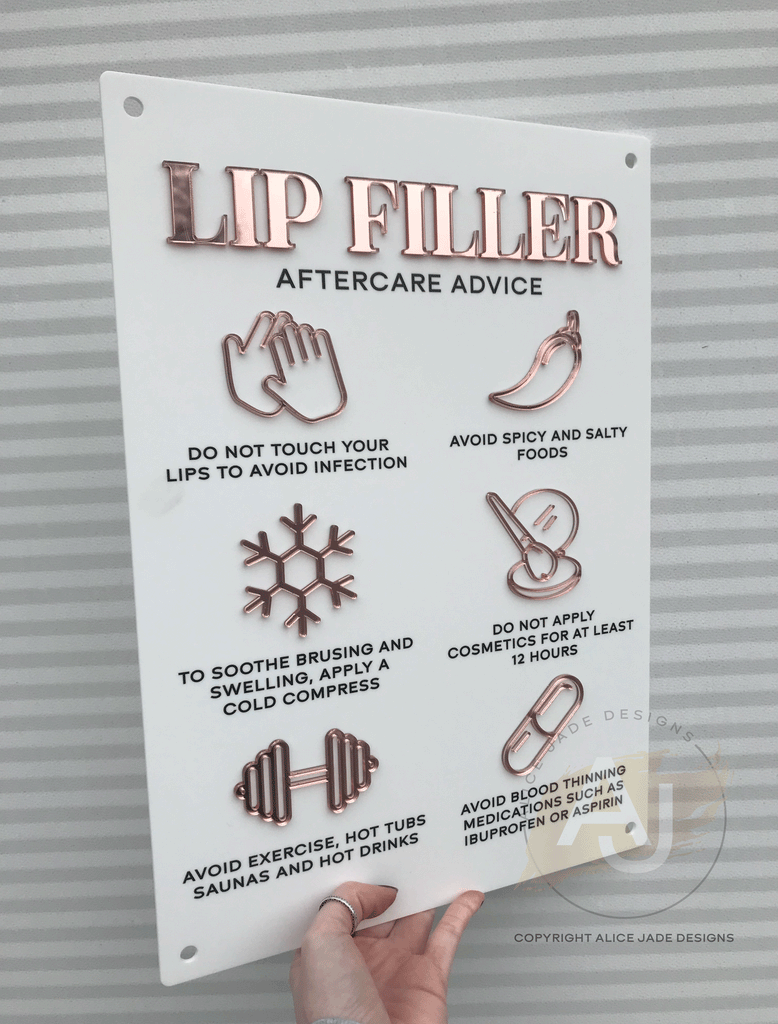 LIP FILLER
AFTERCARE ADVICE
DO NOT TOUCH YOUR
LIPS TO AVOID INFECTION
AVOID SPICY AND SALTY
FOODS
TO SOOTHE BRUSING AND
SWELLING, APPLY A
COLD COMPRESS
DO NOT APPLY
COSMETICS FOR AT LEAST
12 HOURS
AVOID EXERCISE, HOT TUBS
SAUNAS AND HOT DRINKS
AVOID BLOOD THINNING
MEDICATIONS SUCH AS
IBUPROFEN OR ASPIRIN
ALICE JADE DESIGNS
AJ
COPYRIGHT ALICE JADE DESIGNS